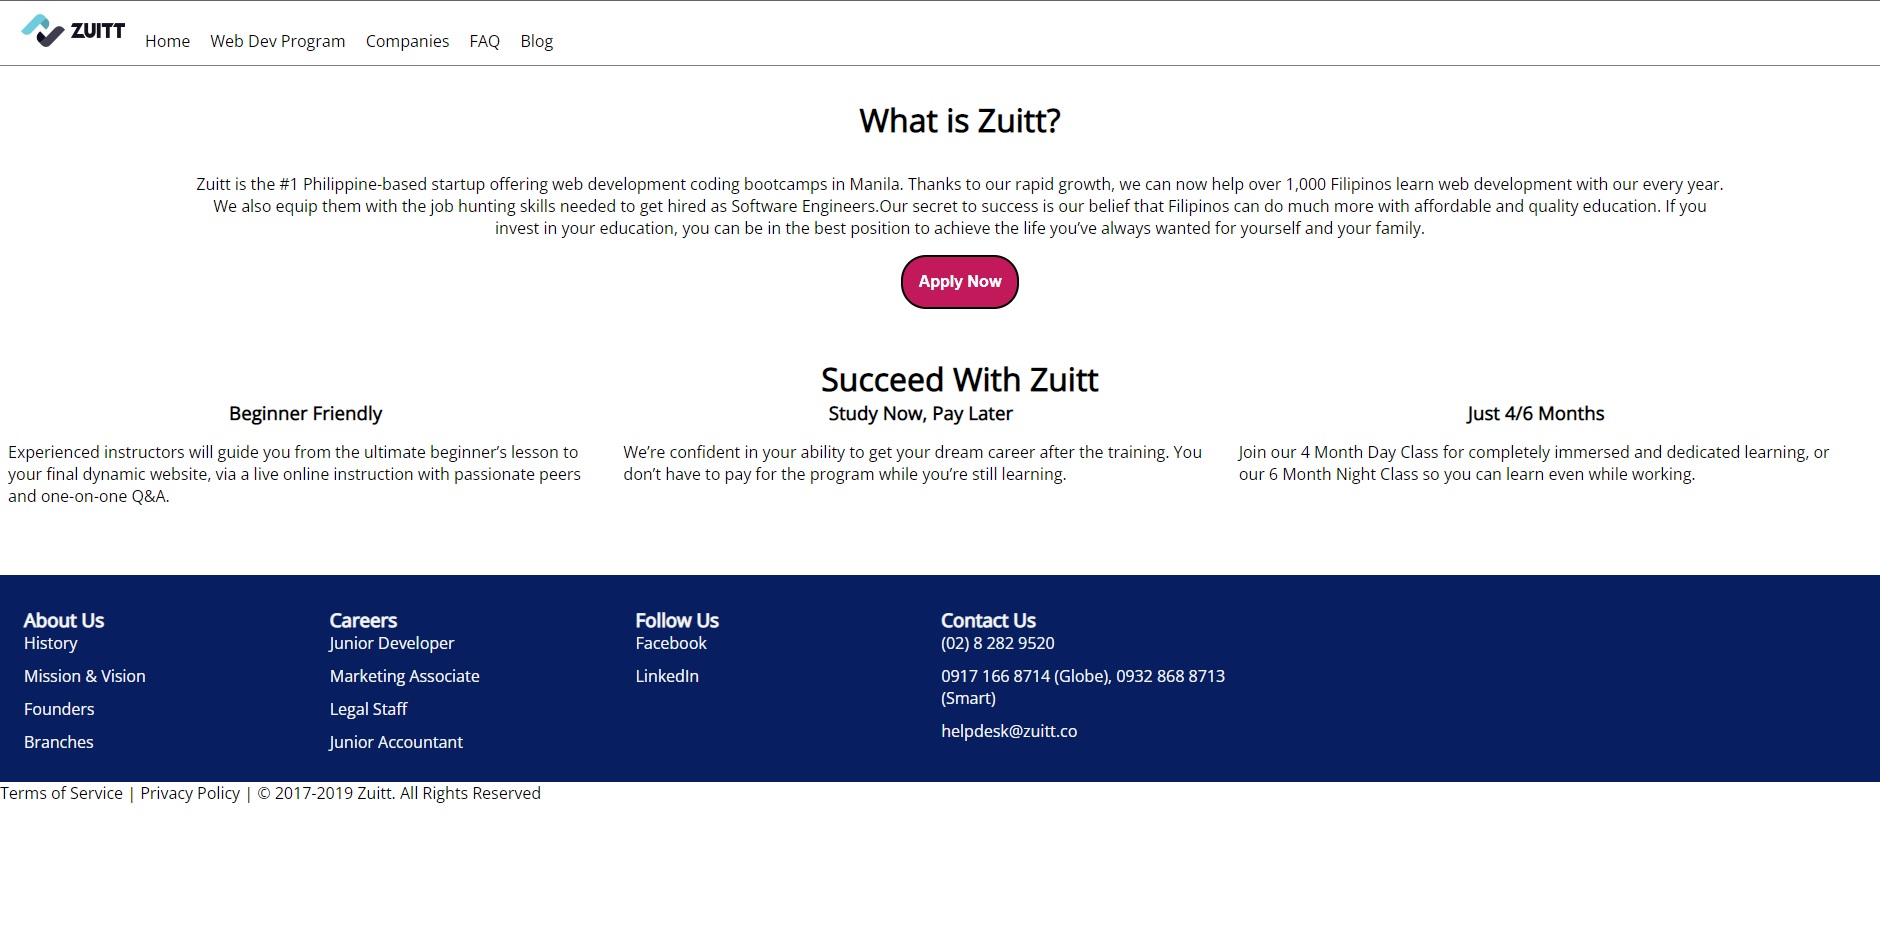 ZUITT
Home Web Dev Program Companies FAQ Blog
What is Zuitt?
Zuitt is the #1 Philippine-based startup offering web development coding bootcamps in Manila. Thanks to our rapid growth, we can now help over 1,000 Filipinos learn web development with our every year.
We also equip them with the job hunting skills needed to get hired as Software Engineers.Our secret to success is our belief that Filipinos can do much more with affordable and quality education. If you
invest in your education, you can be in the best position to achieve the life you’ve always wanted for yourself and your family.
Apply Now
Succeed With Zuitt
Beginner Friendly
Experienced instructors will guide you from the ultimate beginner’s lesson to
your final dynamic website, via a live online instruction with passionate peers
and one-on-one Q&A.
Study Now, Pay Later
We’re confident in your ability to get your dream career after the training. You
don’t have to pay for the program while you’re still learning.
Just 4/6 Months
Join our 4 Month Day Class for completely immersed and dedicated learning, or
our 6 Month Night Class so you can learn even while working.
About Us
History
Mission & Vision
Founders
Branches
Careers
Junior Developer
Marketing Associate
Legal Staff
Junior Accountant
Follow Us
Facebook
LinkedIn
Contact Us
(02) 8 282 9520
0917 166 8714 (Globe), 0932 868 8713
(Smart)
helpdesk@zuitt.co
Terms of Service | Privacy Policy | © 2017-2019 Zuitt. All Rights Reserved